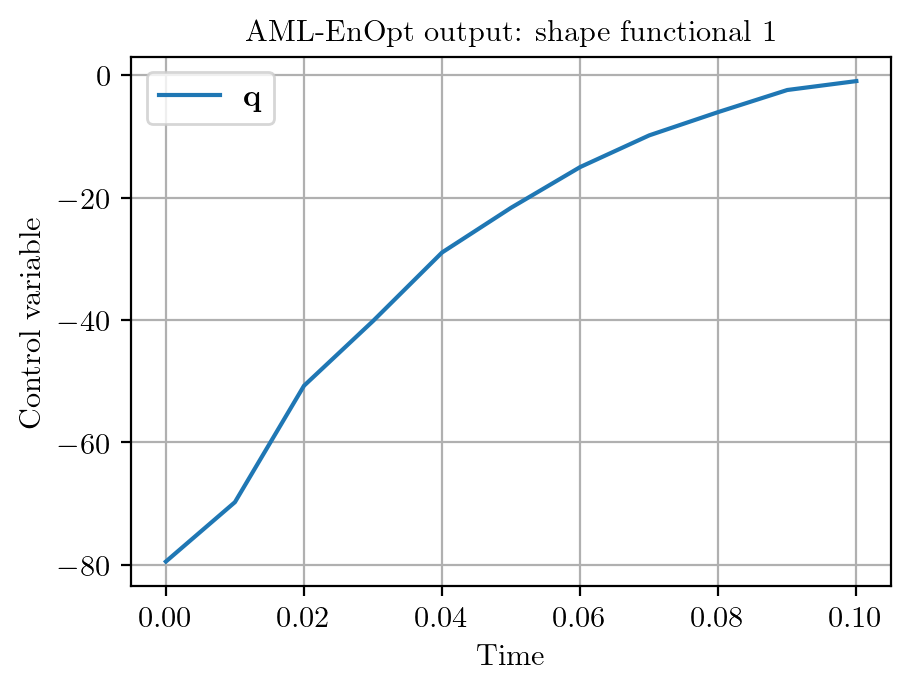 AML-EnOpt output: shape functional 1
q
0
−20
−40
−60
−80
Control variable
0.00 0.02 0.04 0.06 0.08 0.10
Time